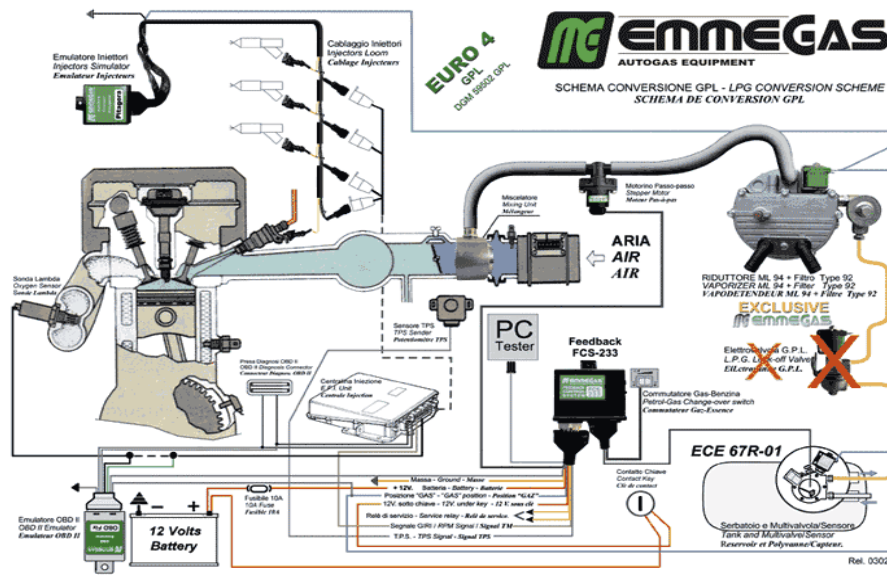 EMMEGAS
AUTOGAS EQUIPMENT
SCHEMA CONVERSIONE GPL - LPG CONVERSION SCHEME
SCHEMA DE CONVERSION GPL
EURO 4
GPL
DGM 59502 GPL
Emulatore Iniettori
Injectors Simulator
Emulateur Injecteurs
Pitagora
Cablaggio Iniettori
Injectors Loom
Cablage Injecteurs
Motorino Passo-passo
Stepper Motor
Moteur Pas-à-pas
Miscelatore
Mixing Unit
Mélangeur
ARIA
AIR
AIR
RIDUTTORE ML 94 + Filtro Type 92
VAPORIZER ML 94 + Filter Type 92
VAPODETENDEUR ML 94 + Filtre Type 92
EXCLUSIVE
EMMEGAS
Elettrovalvola G.P.L.
L.P.G. Lock-off Valve
G.P.L.
Sonda Lambda
Oxygen Sensor
Sonde Lambda
Sensore TPS
TPS Sender
Potentiomètre TPS
PC
Tester
Feedback
FCS-233
EMMEGAS
Presa Diagnosi OBD II
OBD II Diagnosis Connector
Connecteur Diagnos. OBD II
Centralina Iniezione
E.F.I. Unit
Centrale Injection
Commutatore Gas-Benzina
Petrol-Gas Change-over switch
Commutateur Gaz-Essence
ECE 67R-01
Contatto Chiave
Contact Key
Clé de contact
Massa - Ground - Masse
+ 12V. Batteria - Battery - Batterie
Posizione "GAS" - "GAS" position - Position "GAZ"
12V. sotto chiave - 12V. under key - 12 V. sous clé
Relè di servizio - Service relay - Relè de service.
Segnale GIRI / RPM Signal / Signal TM
T.P.S. - TPS Signal - Signal TPS
Fusibile 10A
10A Fuse
Fusible 10A
Emulatore OBD II
OBD II Emulator
Emulateur OBD II
12 Volts
Battery
Serbatoio e Multivalvola/Sensore
Tank and Multivalve/Sensor
Reservoir et Polyvanne/Capteur.
Rel. 0302